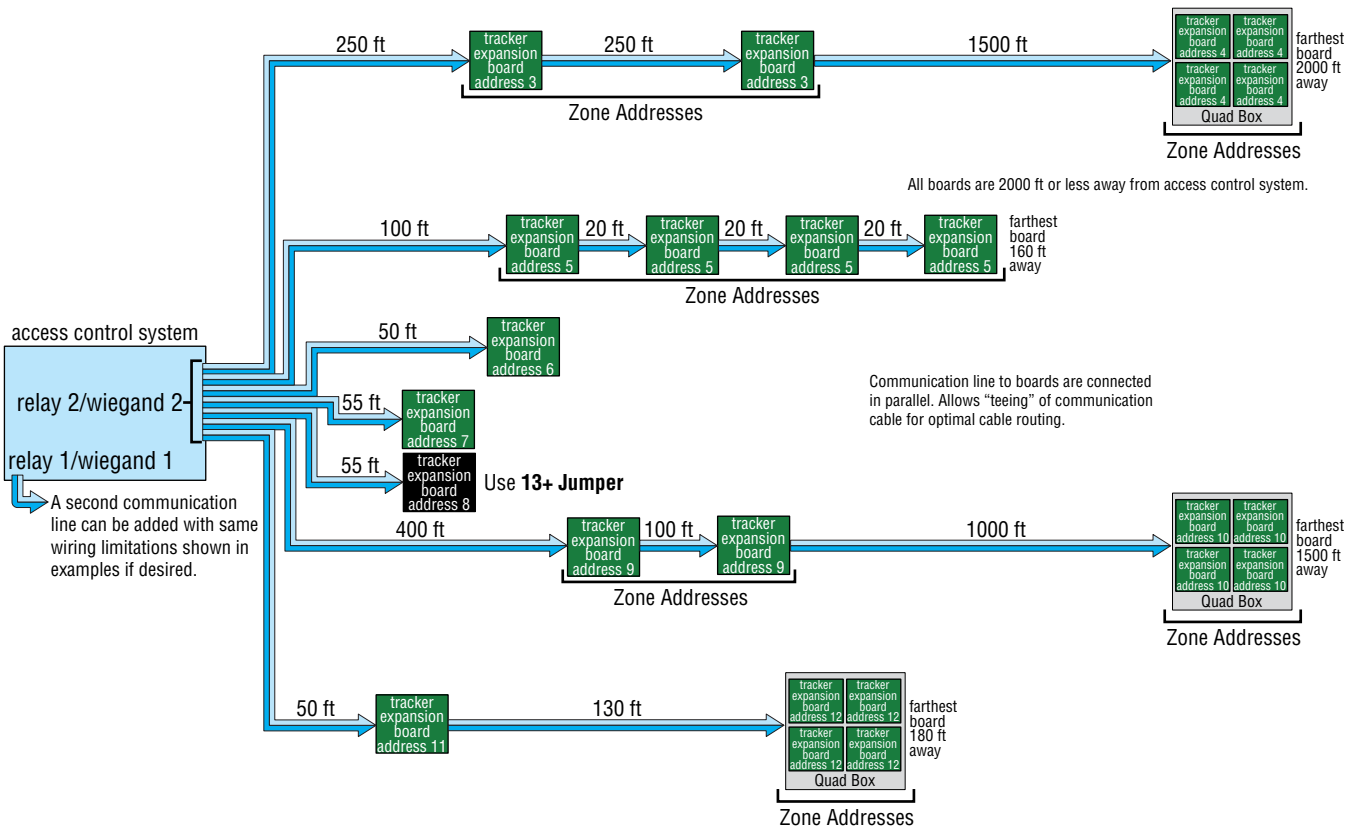 250 ft
tracker
expansion
board
address 3
250 ft
tracker
expansion
board
address 3
1500 ft
tracker
expansion
board
address 4
tracker
expansion
board
address 4
tracker
expansion
board
address 4
tracker
expansion
board
address 4
Quad Box
farthest
board
2000 ft
away
Zone Addresses
Zone Addresses
All boards are 2000 ft or less away from access control system.
100 ft
tracker
expansion
board
address 5
20 ft
tracker
expansion
board
address 5
20 ft
tracker
expansion
board
address 5
20 ft
tracker
expansion
board
address 5
farthest
board
160 ft
away
Zone Addresses
50 ft
tracker
expansion
board
address 6
access control system
relay 2/wiegand 2
relay 1/wiegand 1
A second communication
line can be added with same
wiring limitations shown in
examples if desired.
55 ft
tracker
expansion
board
address 7
Communication line to boards are connected
in parallel. Allows “teeing” of communication
cable for optimal cable routing.
55 ft
tracker
expansion
board
address 8
Use 13+ Jumper
400 ft
tracker
expansion
board
address 9
100 ft
tracker
expansion
board
address 9
1000 ft
tracker
expansion
board
address 10
tracker
expansion
board
address 10
tracker
expansion
board
address 10
tracker
expansion
board
address 10
Quad Box
farthest
board
1500 ft
away
Zone Addresses
Zone Addresses
50 ft
tracker
expansion
board
address 11
130 ft
tracker
expansion
board
address 12
tracker
expansion
board
address 12
tracker
expansion
board
address 12
tracker
expansion
board
address 12
Quad Box
farthest
board
180 ft
away
Zone Addresses